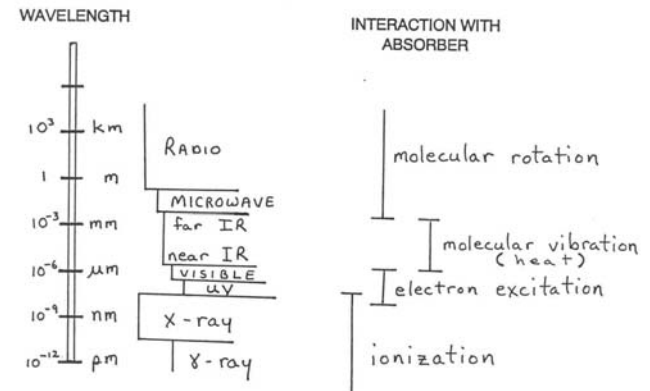 WAVELENGTH
10³ km
1 m
10⁻³ mm
10⁻⁶ μm
10⁻⁹ nm
10⁻¹² pm
RADIO
MICROWAVE
far IR
near IR
VISIBLE
UV
X-ray
γ-ray
INTERACTION WITH
ABSORBER
molecular rotation
molecular vibration
(heat)
electron excitation
ionization